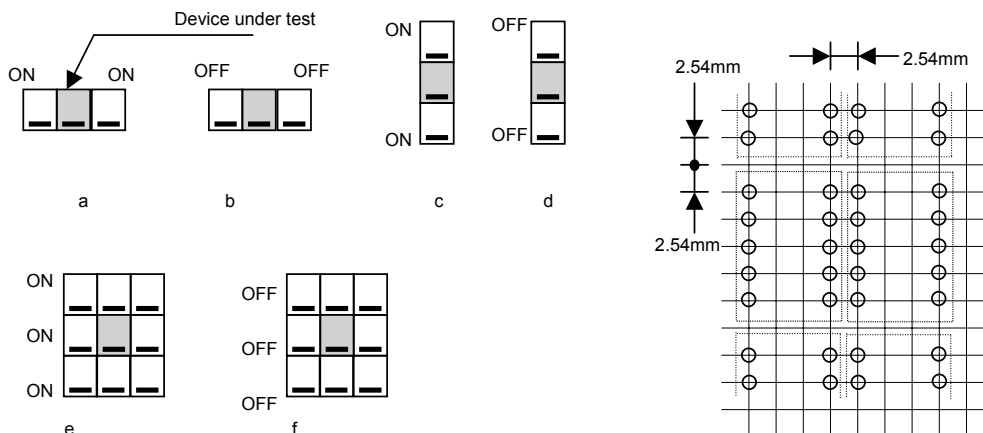 Device under test
ON ON
a
OFF OFF
b
ON
ON
c
OFF
OFF
d
2.54mm
2.54mm
2.54mm
ON
ON
ON
e
OFF
OFF
OFF
f